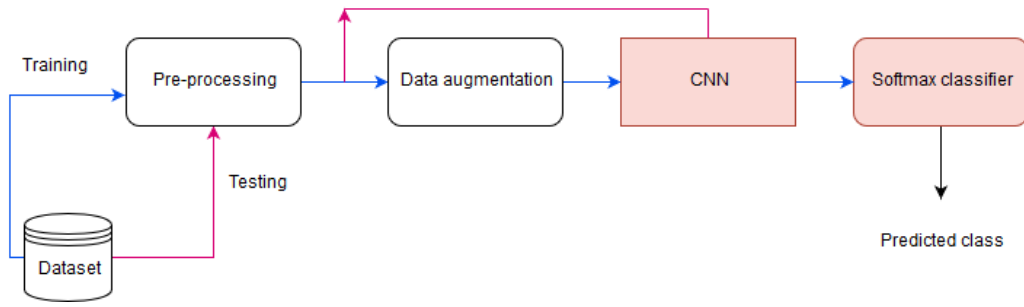 Training
Pre-processing
Data augmentation
CNN
Softmax classifier
Testing
Predicted class
Dataset